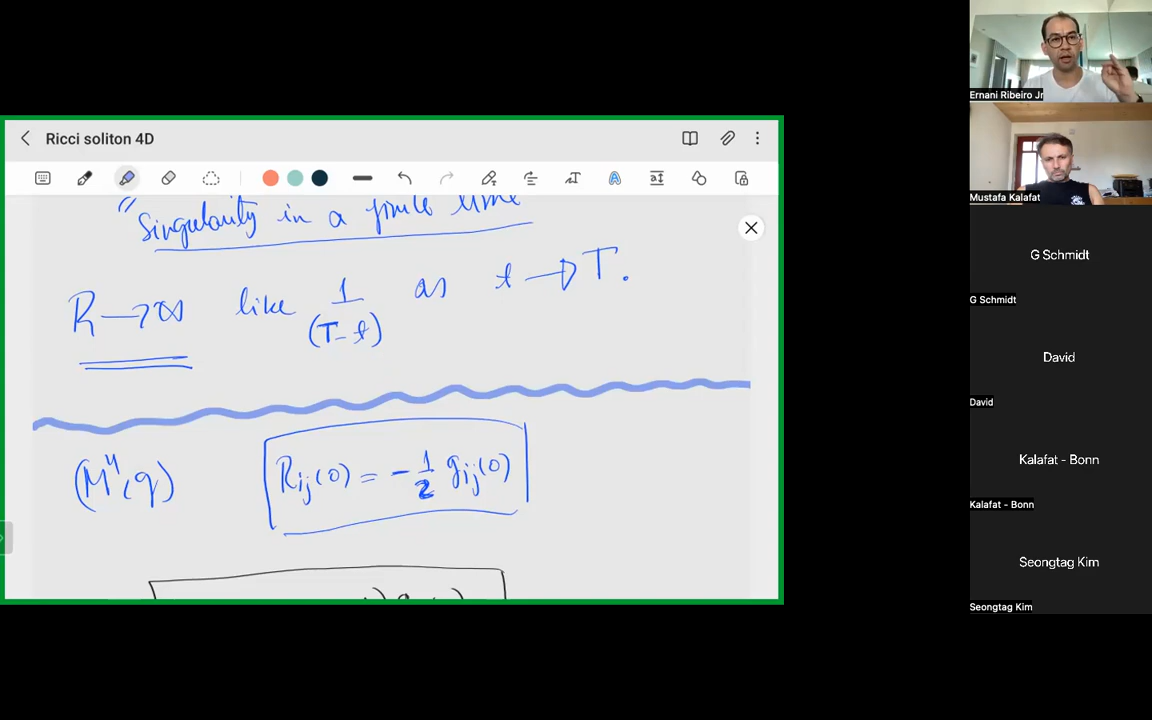 Ricci soliton 4D
"Singularity in a finite time
R → ∞ like 1/(T-t) as t → T.
(M⁴, g) Rij(0) = - 1/2 gij(0)
Ernani Ribeiro Jr
Mustafa Kalafat
G Schmidt
G Schmidt
David
David
Kalafat - Bonn
Kalafat - Bonn
Seongtag Kim
Seongtag Kim